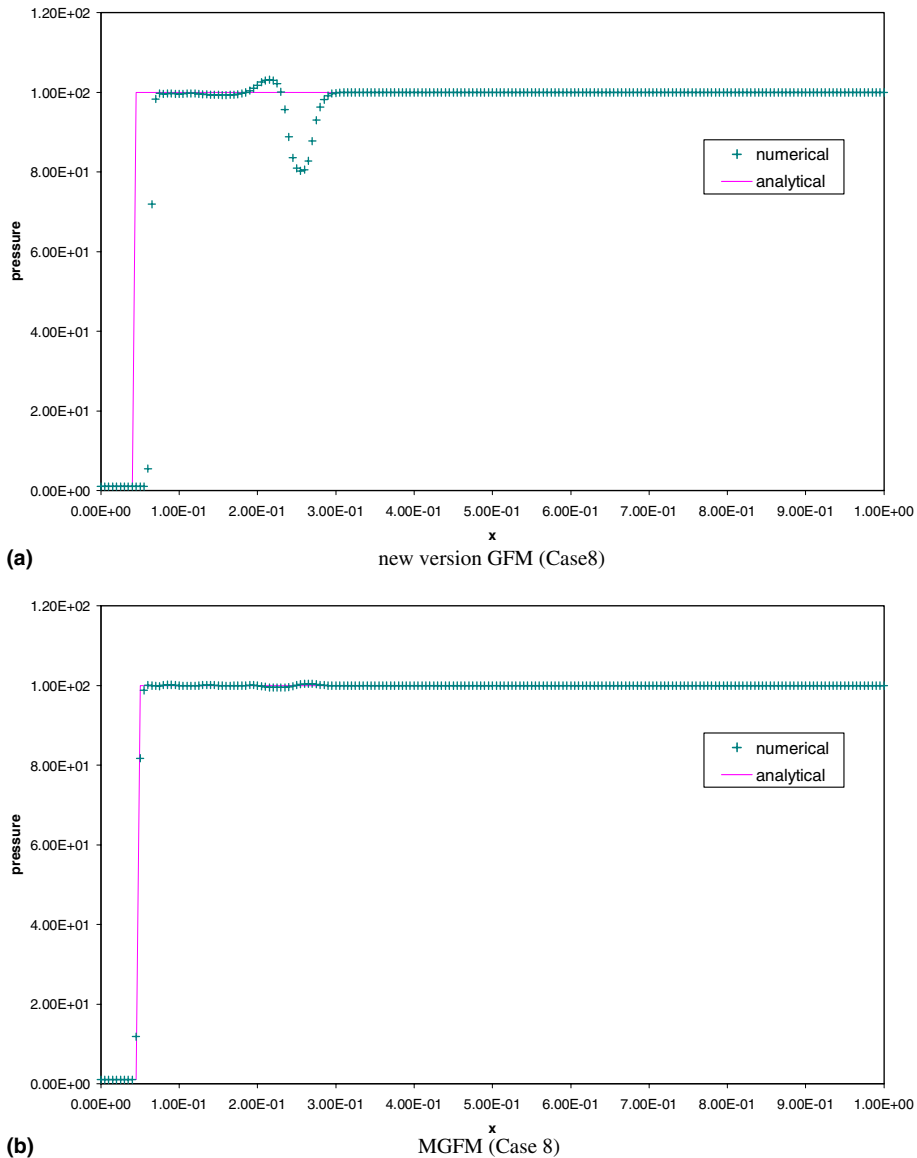 1.20E+02
1.00E+02
8.00E+01
6.00E+01
4.00E+01
2.00E+01
0.00E+00
pressure
numerical
analytical
0.00E+00 1.00E-01 2.00E-01 3.00E-01 4.00E-01 5.00E-01 6.00E-01 7.00E-01 8.00E-01 9.00E-01 1.00E+00
x
(a) new version GFM (Case8)
1.20E+02
1.00E+02
8.00E+01
6.00E+01
4.00E+01
2.00E+01
0.00E+00
pressure
numerical
analytical
0.00E+00 1.00E-01 2.00E-01 3.00E-01 4.00E-01 5.00E-01 6.00E-01 7.00E-01 8.00E-01 9.00E-01 1.00E+00
x
(b) MGFM (Case 8)